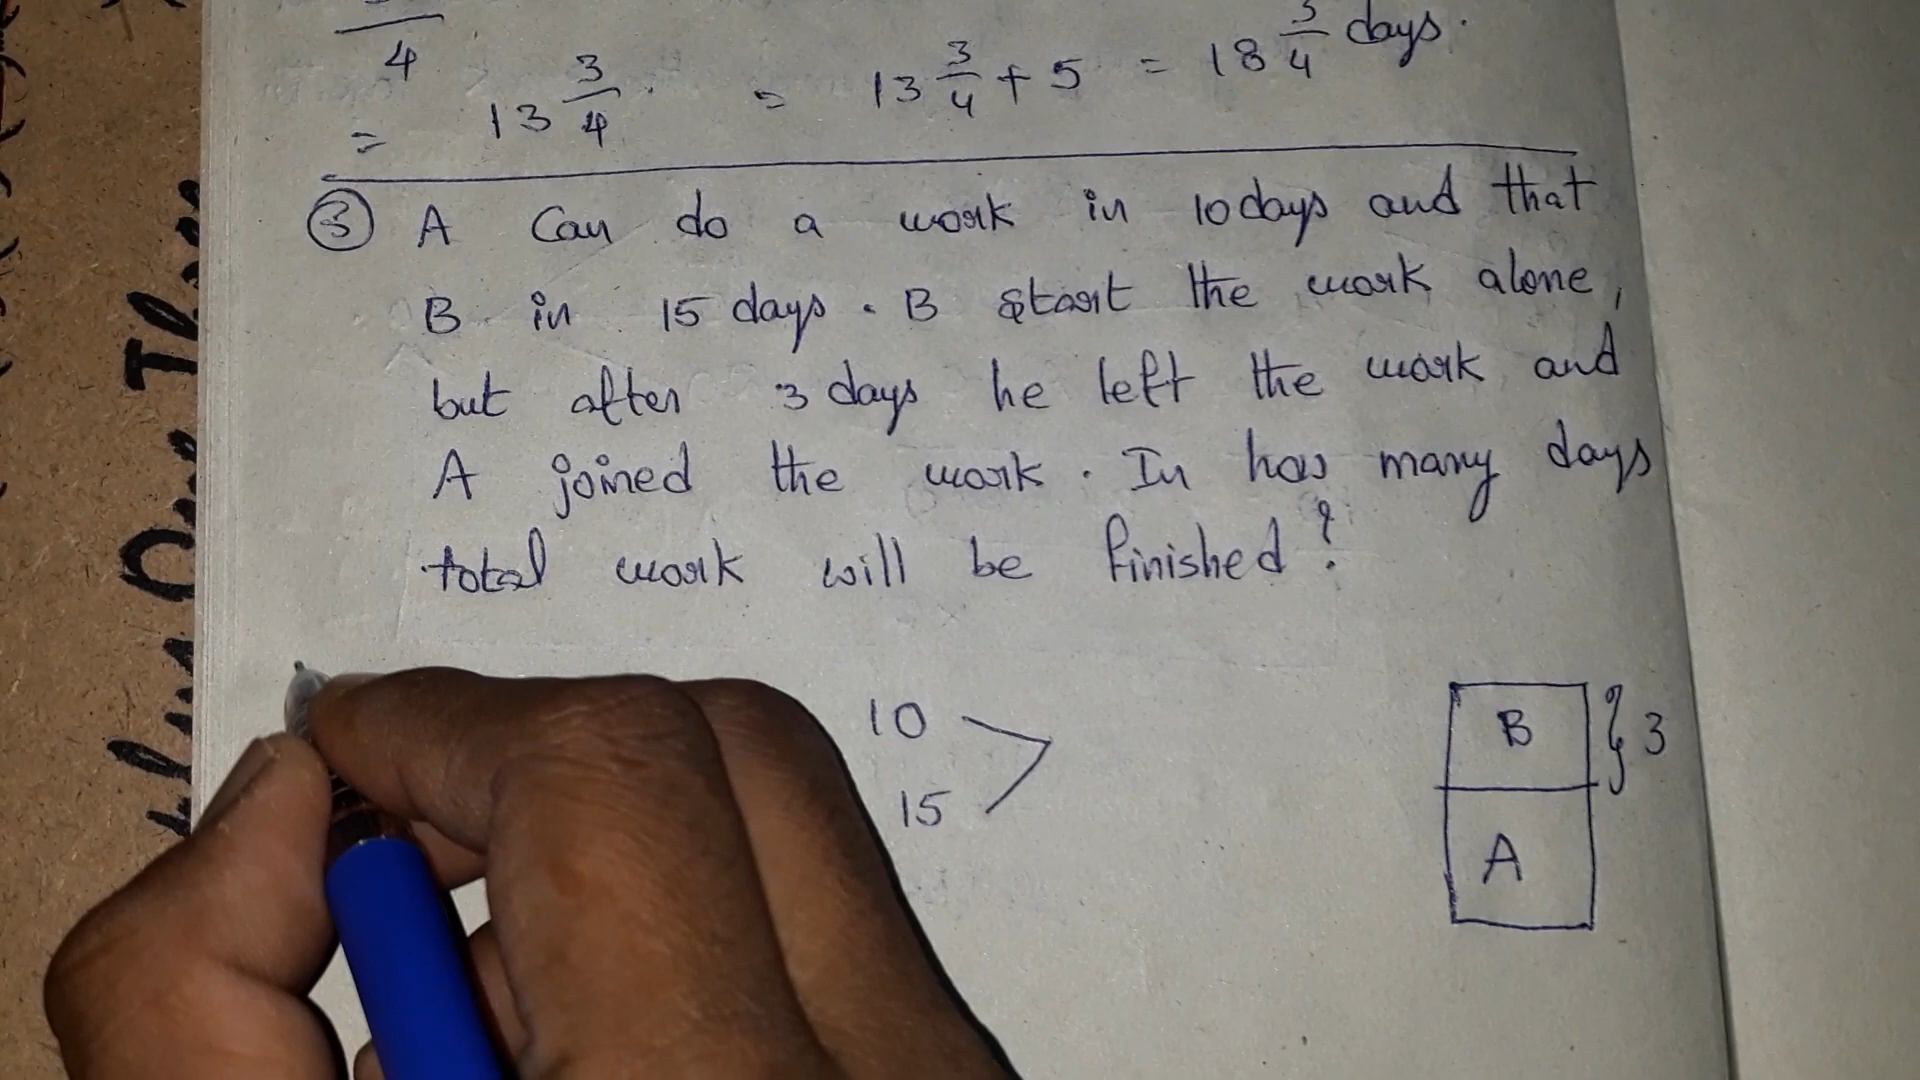 4
= 13 3/4 = 13 3/4 + 5 = 18 3/4 days.
③ A Can do a work in 10 days and that
B in 15 days. B start the work alone,
but after 3 days he left the work and
A joined the work. In how many days
total work will be finished?
10
15
B } 3
A